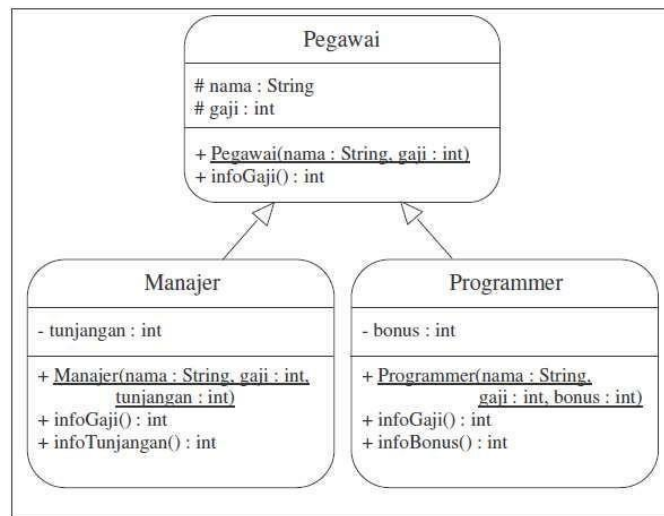 Pegawai
# nama : String
# gaji : int
+ Pegawai(nama : String, gaji : int)
+ infoGaji() : int
Manajer
- tunjangan : int
+ Manajer(nama : String, gaji : int,
tunjangan : int)
+ infoGaji() : int
+ infoTunjangan() : int
Programmer
- bonus : int
+ Programmer(nama : String,
gaji : int, bonus : int)
+ infoGaji() : int
+ infoBonus() : int